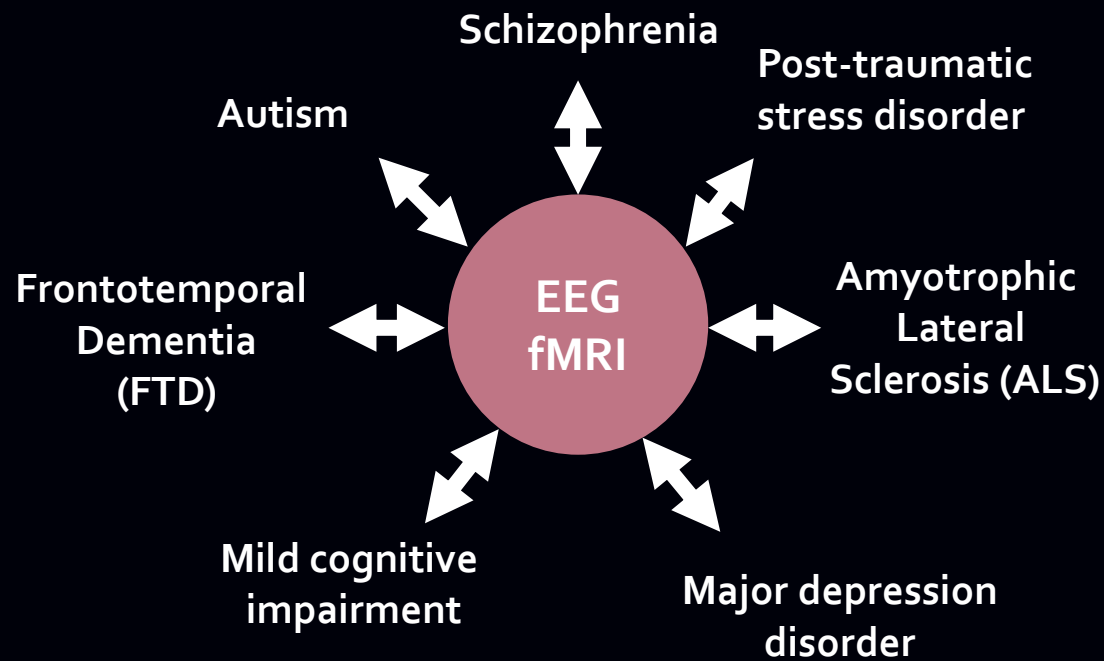 Schizophrenia
Post-traumatic
stress disorder
Autism
Amyotrophic
Lateral
Sclerosis (ALS)
Frontotemporal
Dementia
(FTD)
EEG
fMRI
Mild cognitive
impairment
Major depression
disorder